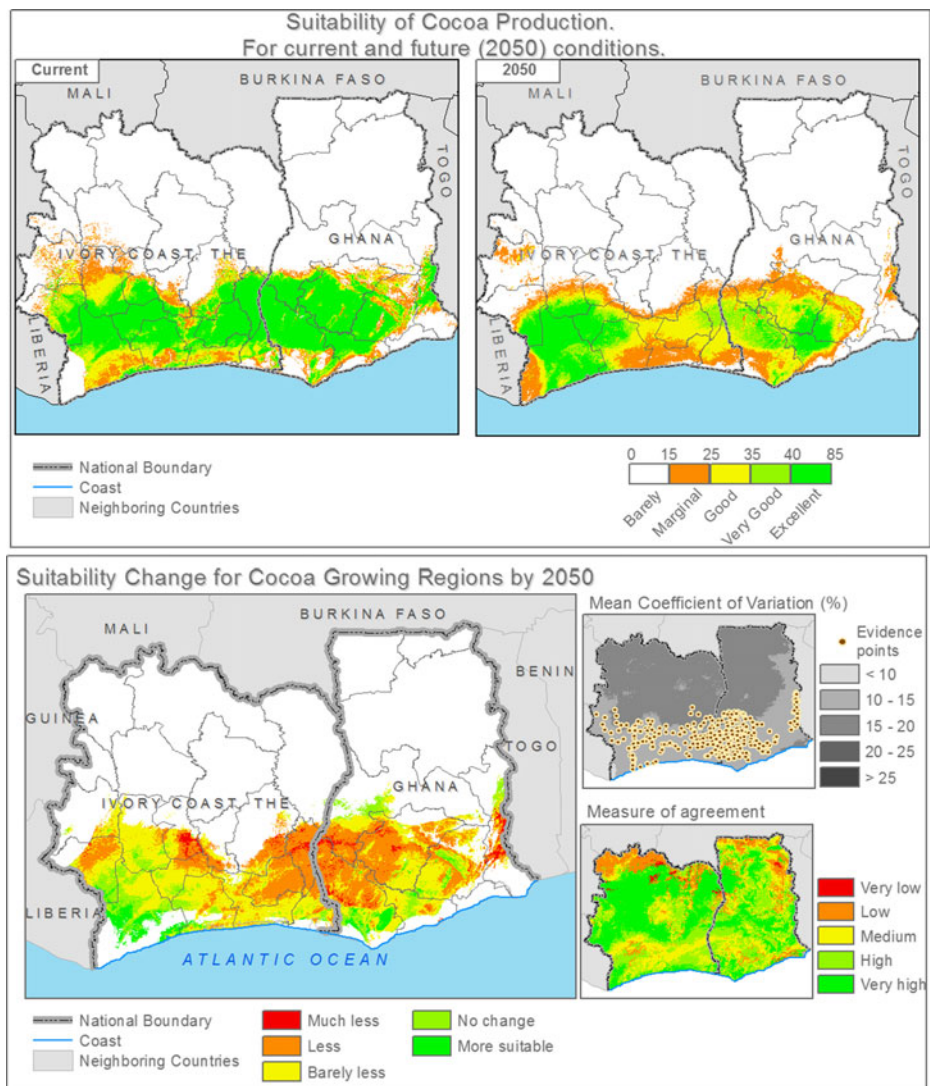 Suitability of Cocoa Production.
For current and future (2050) conditions.
Current
MALI
BURKINA FASO
TOGO
IVORY COAST, THE
GHANA
LIBERIA
2050
MALI
BURKINA FASO
TOGO
IVORY COAST, THE
GHANA
LIBERIA
National Boundary
Coast
Neighboring Countries
0 15 25 35 40 85
Barely
Marginal
Good
Very Good
Excellent
Suitability Change for Cocoa Growing Regions by 2050
BURKINA FASO
MALI
BENIN
GUINEA
TOGO
GHANA
IVORY COAST, THE
LIBERIA
ATLANTIC OCEAN
National Boundary
Coast
Neighboring Countries
Much less
Less
Barely less
No change
More suitable
Mean Coefficient of Variation (%)
Evidence
points
< 10
10 - 15
15 - 20
20 - 25
> 25
Measure of agreement
Very low
Low
Medium
High
Very high